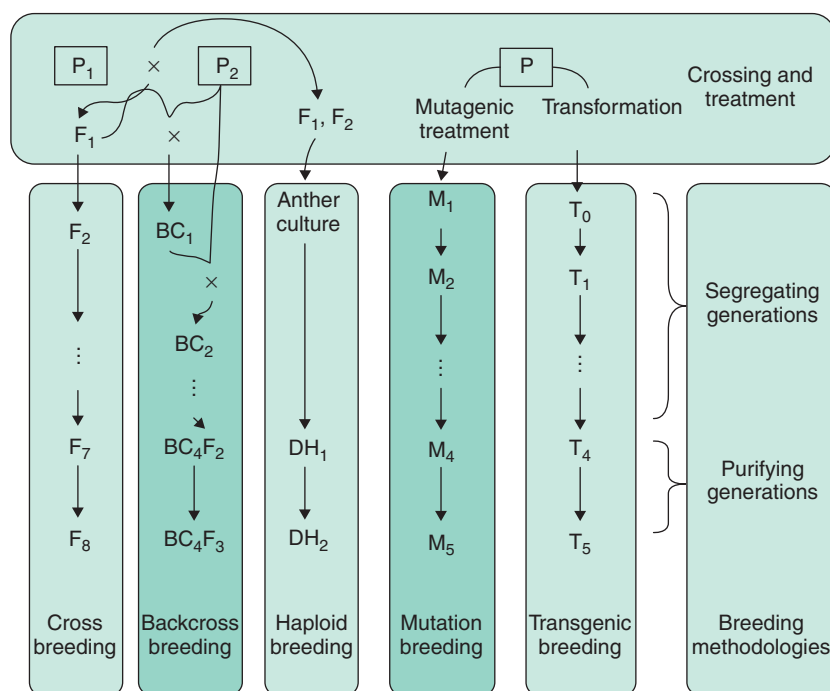 P₁
×
P₂
P
Crossing and
treatment
F₁
×
F₁, F₂
Mutagenic
treatment
Transformation
F₂
⋮
F₇
F₈
Cross
breeding
BC₁
×
BC₂
⋮
BC₄F₂
BC₄F₃
Backcross
breeding
Anther
culture
DH₁
DH₂
Haploid
breeding
M₁
M₂
⋮
M₄
M₅
Mutation
breeding
T₀
T₁
⋮
T₄
T₅
Transgenic
breeding
Segregating
generations
Purifying
generations
Breeding
methodologies